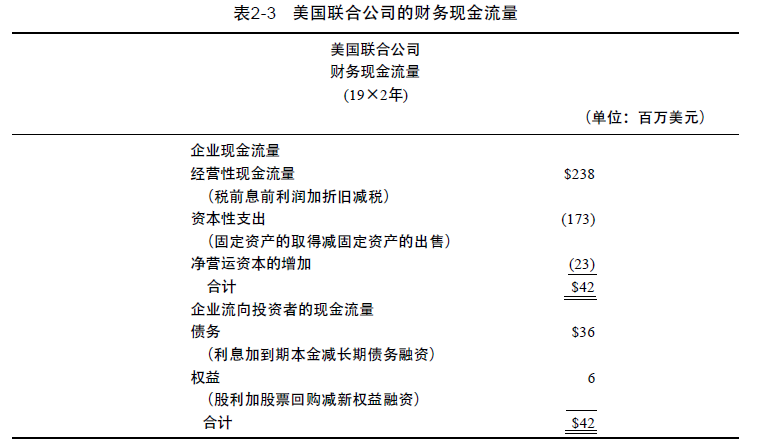 表2-3 美国联合公司的财务现金流量
美国联合公司
财务现金流量
(19×2年)
（单位：百万美元）
企业现金流量
经营性现金流量 $238
（税前息前利润加折旧减税）
资本性支出 (173)
（固定资产的取得减固定资产的出售）
净营运资本的增加 (23)
合计 $42
企业流向投资者的现金流量
债务 $36
（利息加到期本金减长期债务融资）
权益 6
（股利加股票回购减新权益融资）
合计 $42